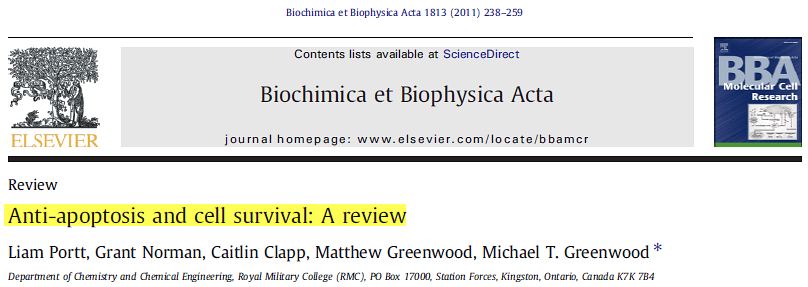 Biochimica et Biophysica Acta 1813 (2011) 238–259
Contents lists available at ScienceDirect
Biochimica et Biophysica Acta
journal homepage: www.elsevier.com/locate/bbamcr
ELSEVIER
BBA
Molecular Cell
Research
Review
Anti-apoptosis and cell survival: A review
Liam Portt, Grant Norman, Caitlin Clapp, Matthew Greenwood, Michael T. Greenwood *
Department of Chemistry and Chemical Engineering, Royal Military College (RMC), PO Box 17000, Station Forces, Kingston, Ontario, Canada K7K 7B4